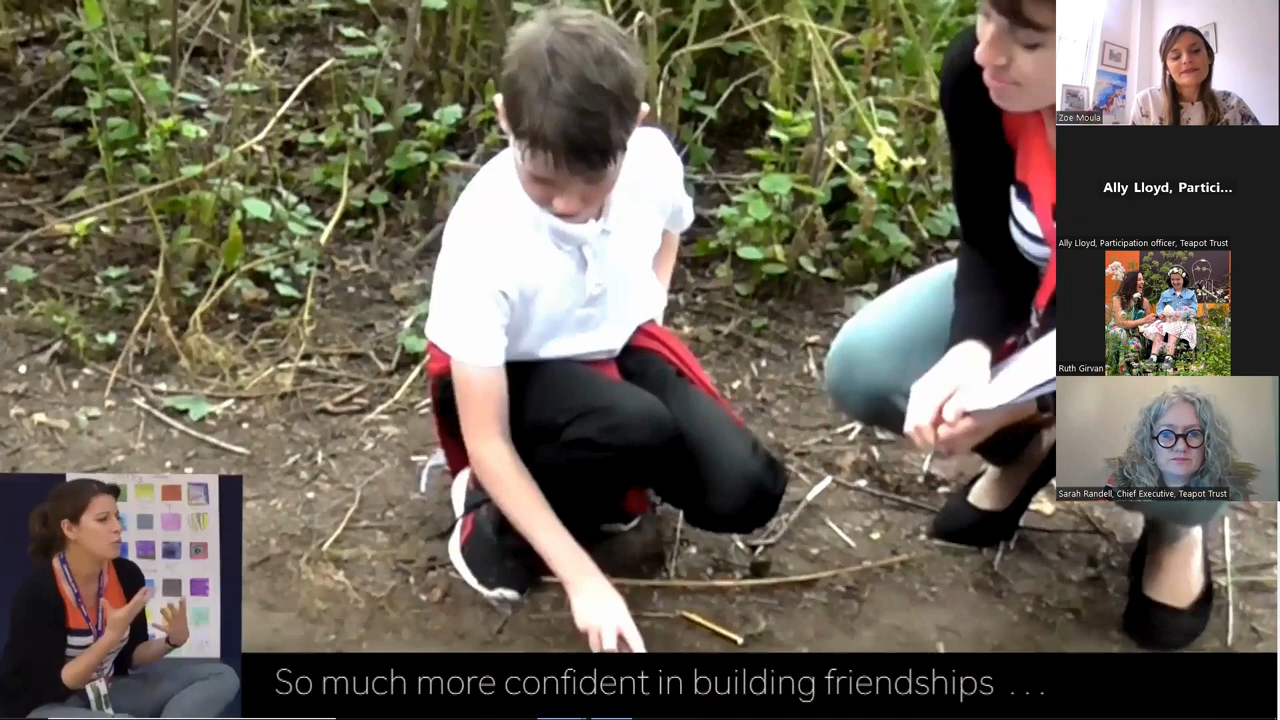 Zoe Moula
Ally Lloyd, Partici...
Ally Lloyd, Participation officer, Teapot Trust
Ruth Girvan
Sarah Randell, Chief Executive, Teapot Trust
So much more confident in building friendships ...